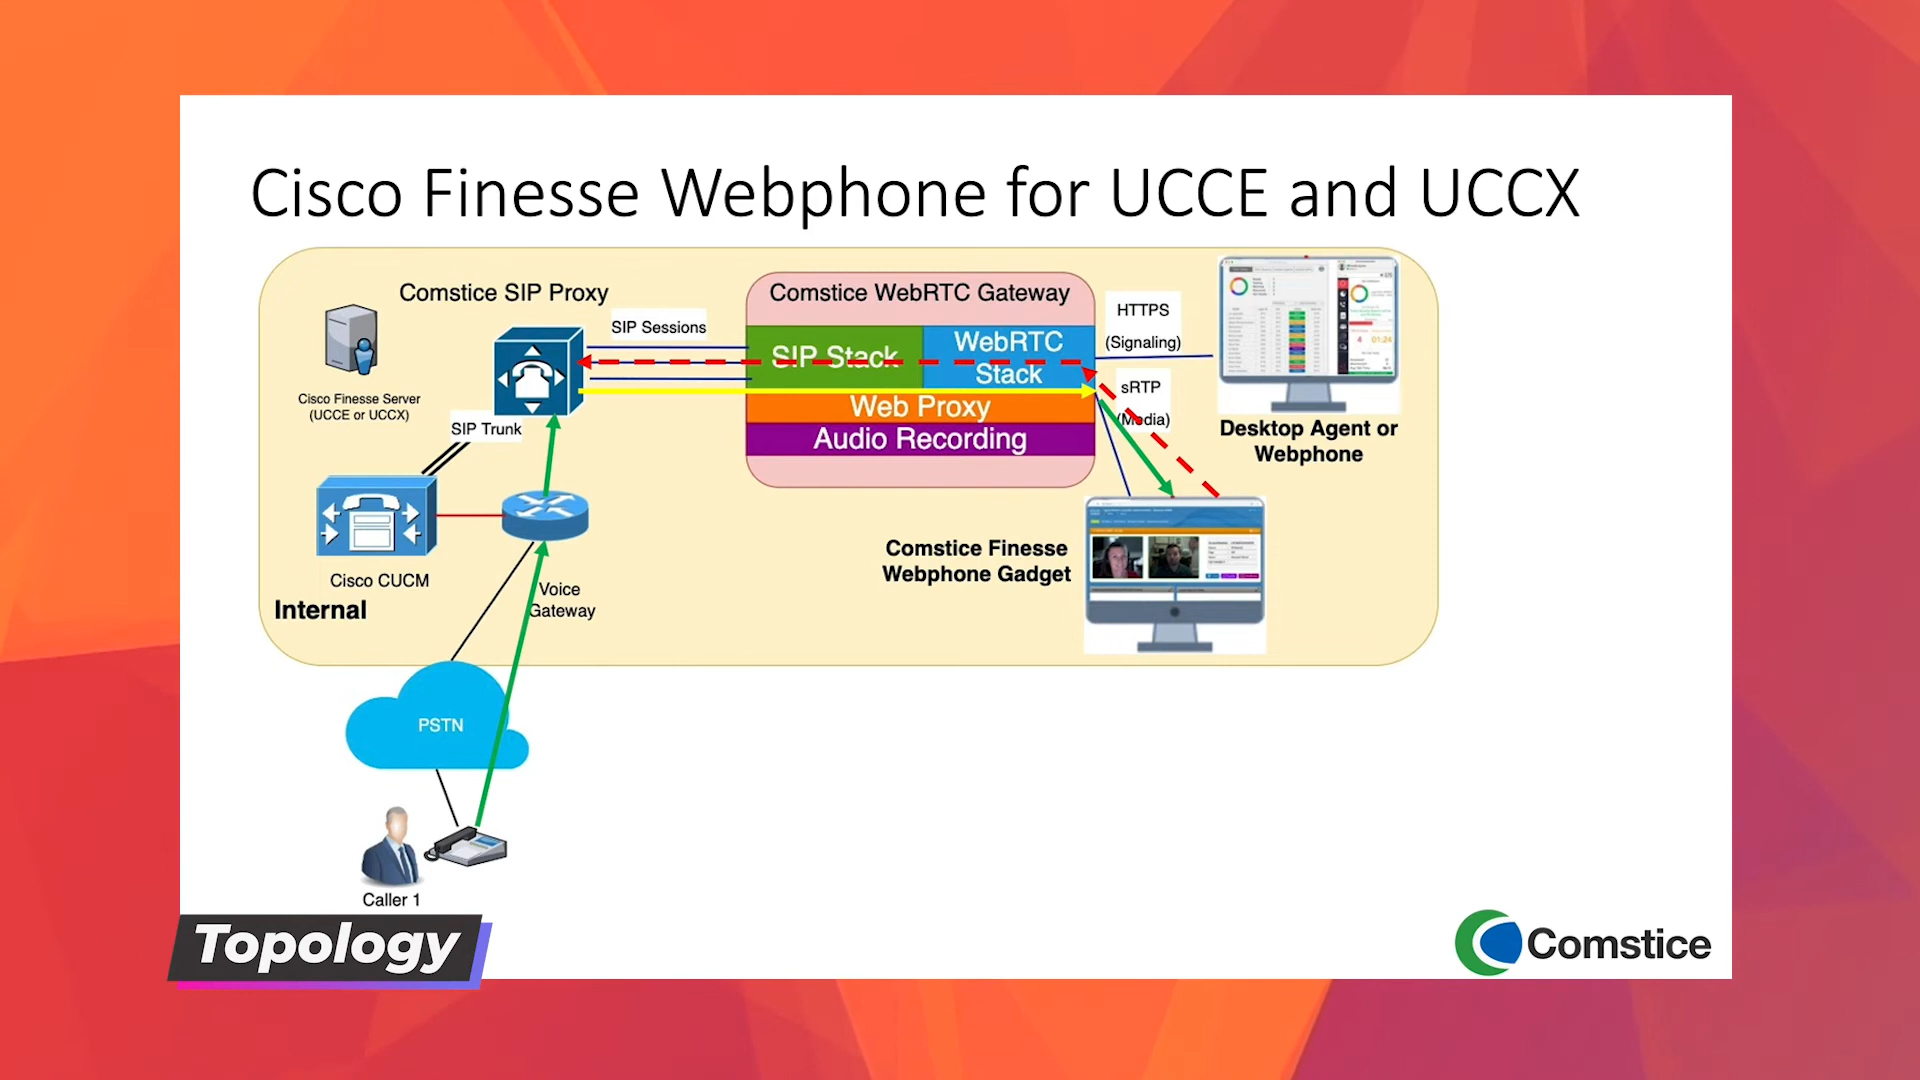 Cisco Finesse Webphone for UCCE and UCCX
Comstice SIP Proxy
SIP Sessions
Cisco Finesse Server
(UCCE or UCCX)
SIP Trunk
Cisco CUCM
Internal
Voice
Gateway
PSTN
Caller 1
Comstice WebRTC Gateway
SIP Stack
WebRTC
Stack
Web Proxy
Audio Recording
HTTPS
(Signaling)
sRTP
(Media)
Desktop Agent or
Webphone
Comstice Finesse
Webphone Gadget
Topology
Comstice